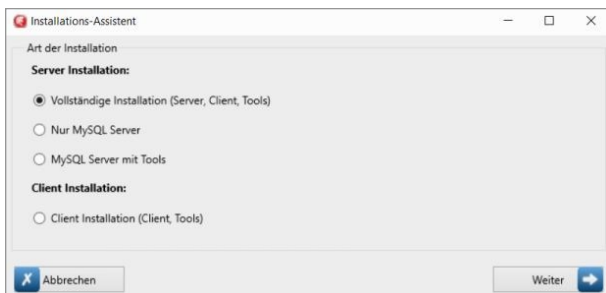 Installations-Assistent
Art der Installation
Server Installation:
Vollständige Installation (Server, Client, Tools)
Nur MySQL Server
MySQL Server mit Tools
Client Installation:
Client Installation (Client, Tools)
Abbrechen
Weiter